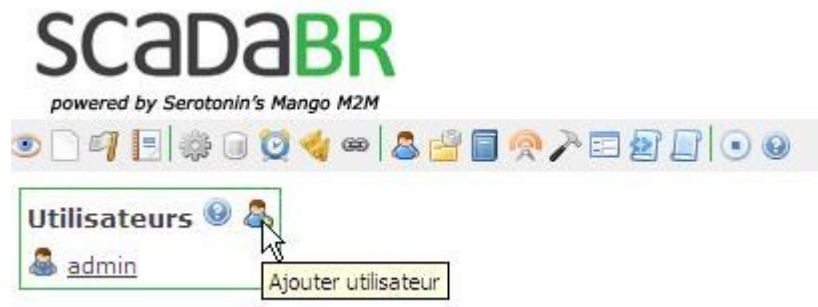 scadaBR
powered by Serotonin's Mango M2M
Utilisateurs
admin
Ajouter utilisateur